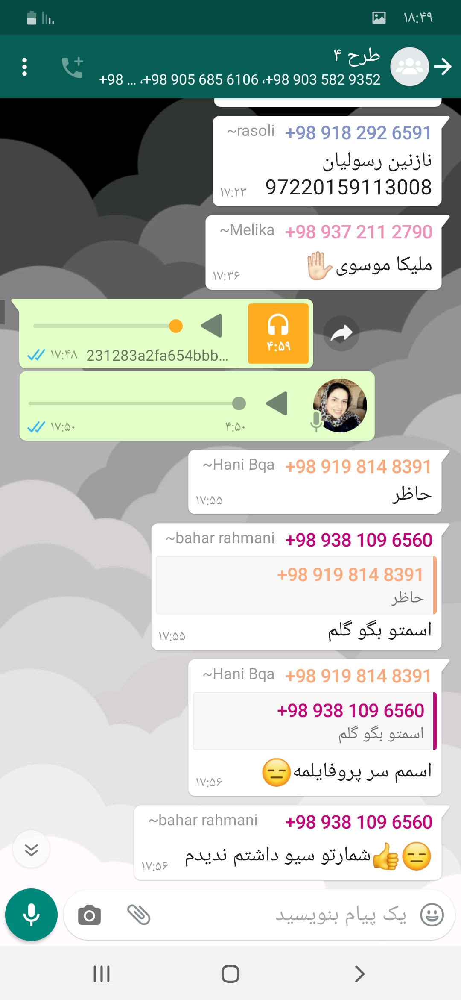 ۱۸:۴۹
طرح ۴
+98 903 582 9352، +98 905 685 6106، +98 ...
+98 918 292 6591 ~rasoli
نازنین رسولیان
97220159113008
۱۷:۲۳
+98 937 211 2790 ~Melika
ملیکا موسوی✋🏻
۱۷:۳۶
۴:۵۹
231283a2fa654bbb...
۱۷:۴۸
۴:۵۰
۱۷:۵۰
+98 919 814 8391 ~Hani Bqa
حاظر
۱۷:۵۵
+98 938 109 6560 ~bahar rahmani
+98 919 814 8391
حاظر
اسمتو بگو گلم
۱۷:۵۵
+98 919 814 8391 ~Hani Bqa
+98 938 109 6560
اسمتو بگو گلم
اسمم سر پروفایلمه😑
۱۷:۵۶
+98 938 109 6560 ~bahar rahmani
😑👍شمارتو سیو داشتم ندیدم
۱۷:۵۶
یک پیام بنویسید